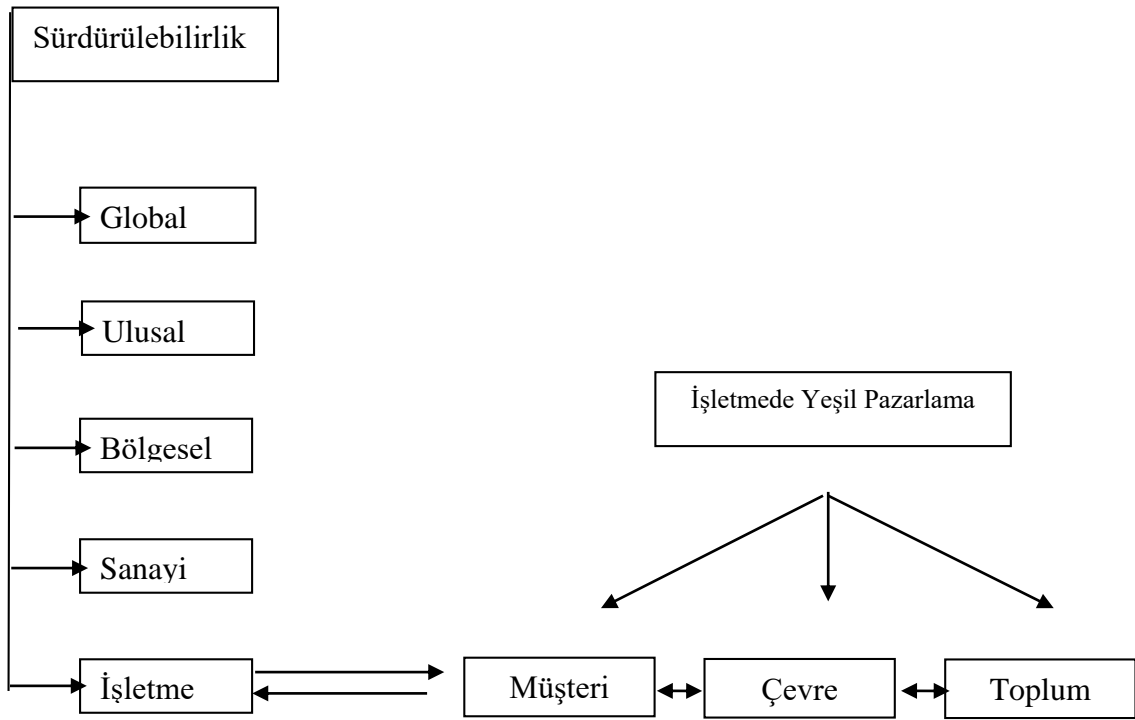 Sürdürülebilirlik
Global
Ulusal
Bölgesel
Sanayi
İşletme
İşletmede Yeşil Pazarlama
Müşteri
Çevre
Toplum